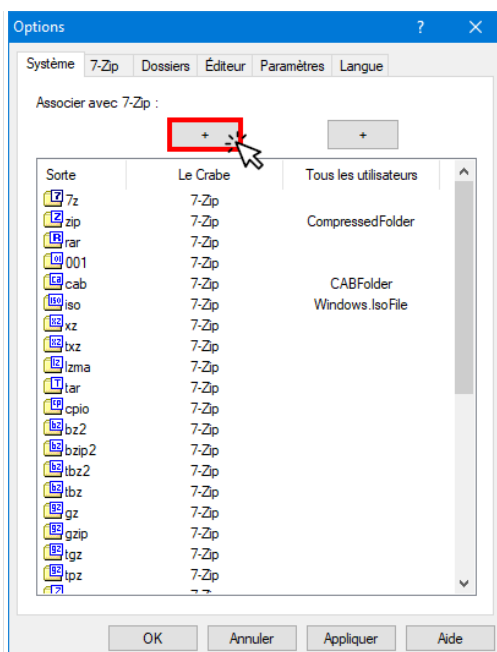 Options ? ×
Système 7-Zip Dossiers Éditeur Paramètres Langue
Associer avec 7-Zip :
+ +
Sorte Le Crabe Tous les utilisateurs
7z 7-Zip
zip 7-Zip CompressedFolder
rar 7-Zip
001 7-Zip
cab 7-Zip CABFolder
iso 7-Zip Windows.IsoFile
xz 7-Zip
txz 7-Zip
lzma 7-Zip
tar 7-Zip
cpio 7-Zip
bz2 7-Zip
bzip2 7-Zip
tbz2 7-Zip
tbz 7-Zip
gz 7-Zip
gzip 7-Zip
tgz 7-Zip
tpz 7-Zip
OK Annuler Appliquer Aide